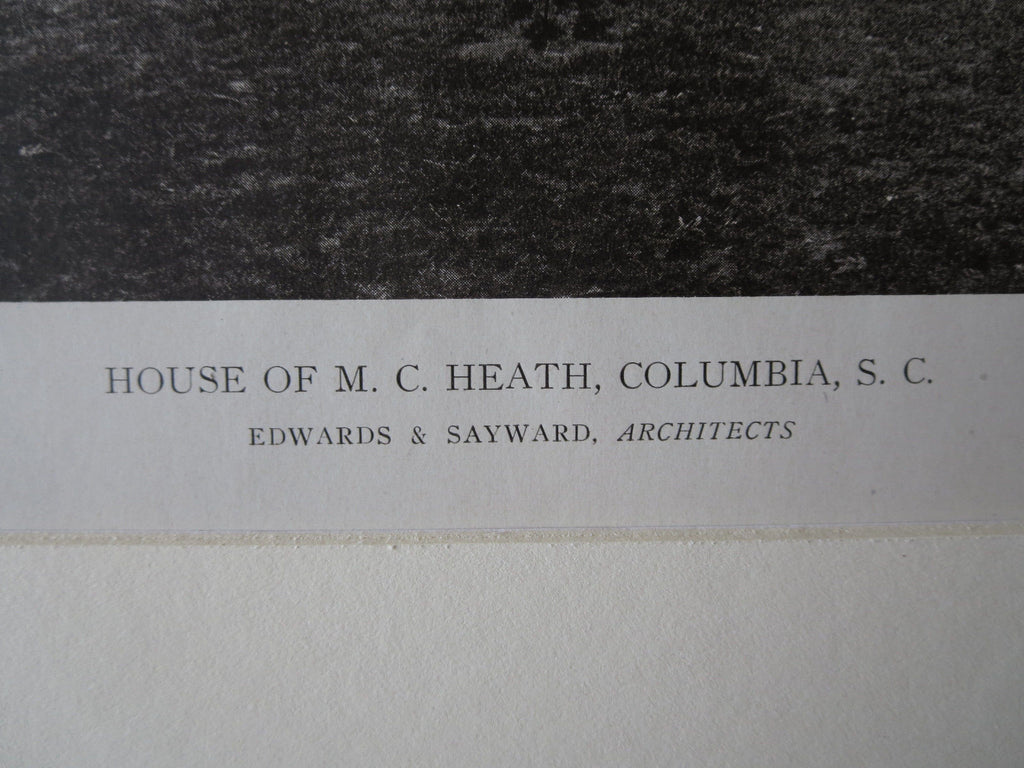 HOUSE OF M. C. HEATH, COLUMBIA, S. C.
EDWARDS & SAYWARD, ARCHITECTS